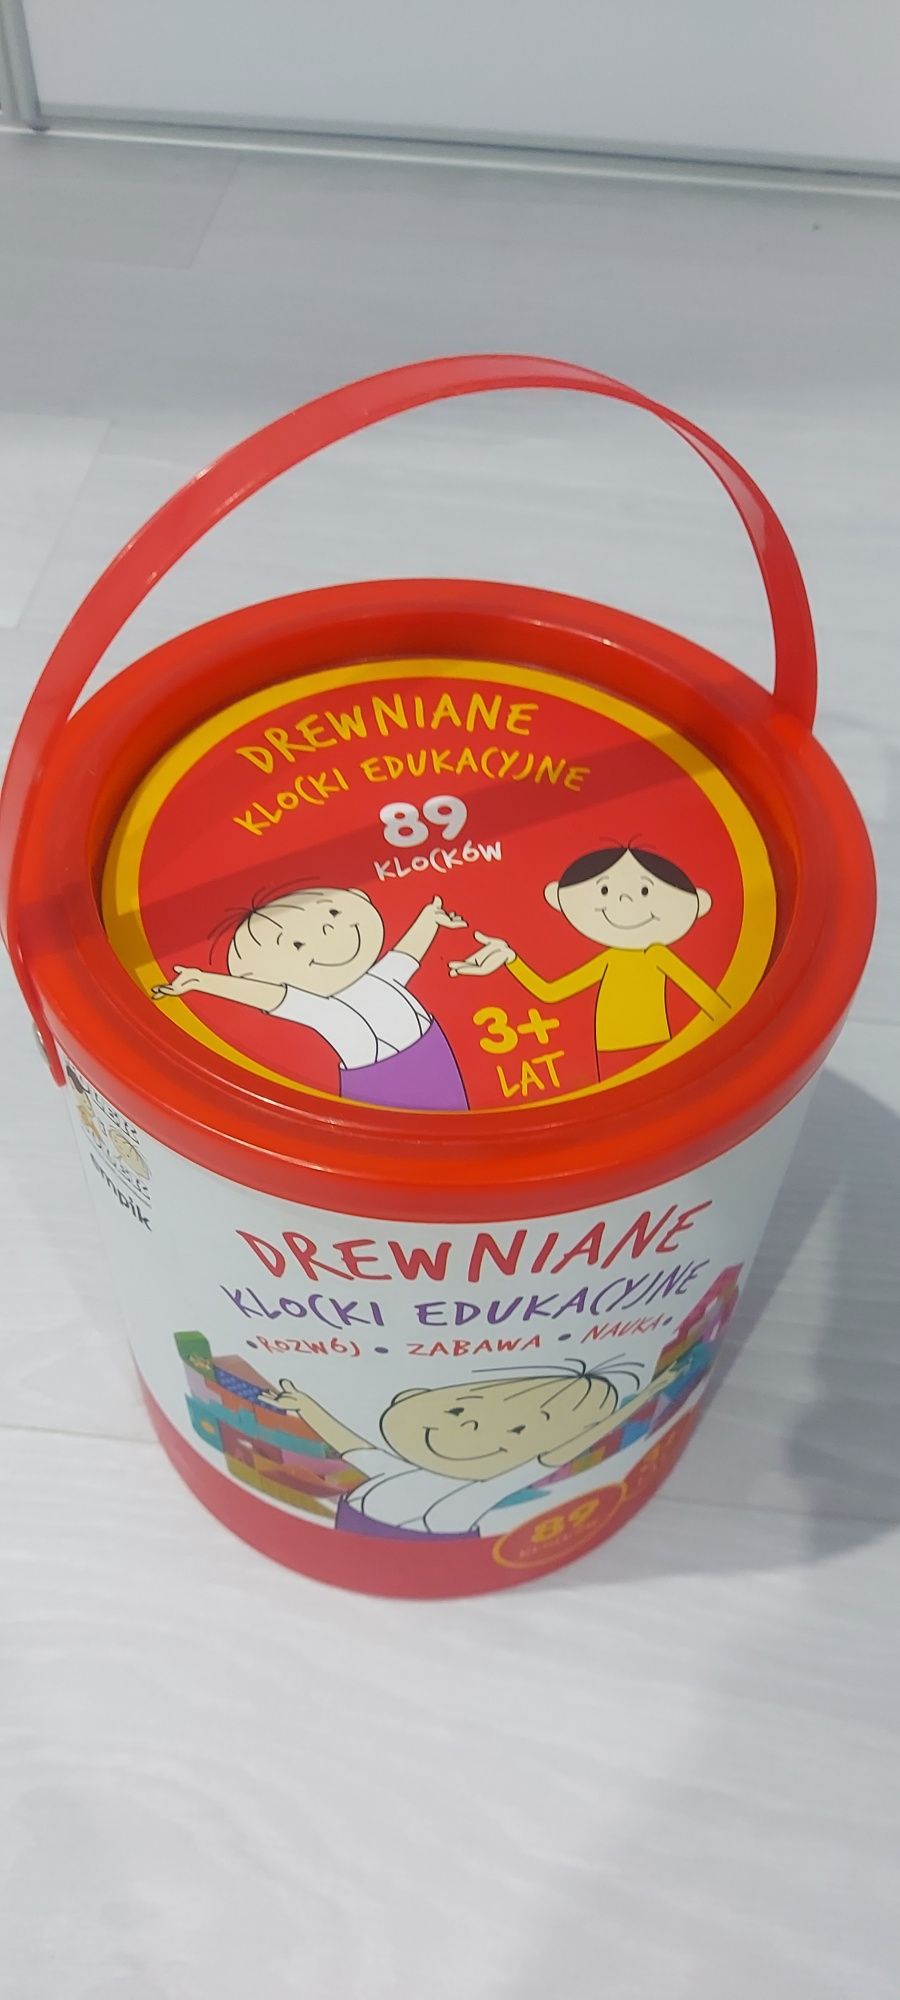 DREWNIANE
KLOCKI EDUKACYJNE
89
KLOCKÓW
3+
LAT
empik
DREWNIANE
KLOCKI EDUKACYJNE
•ROZWÓJ • ZABAWA • NAUKA•
89